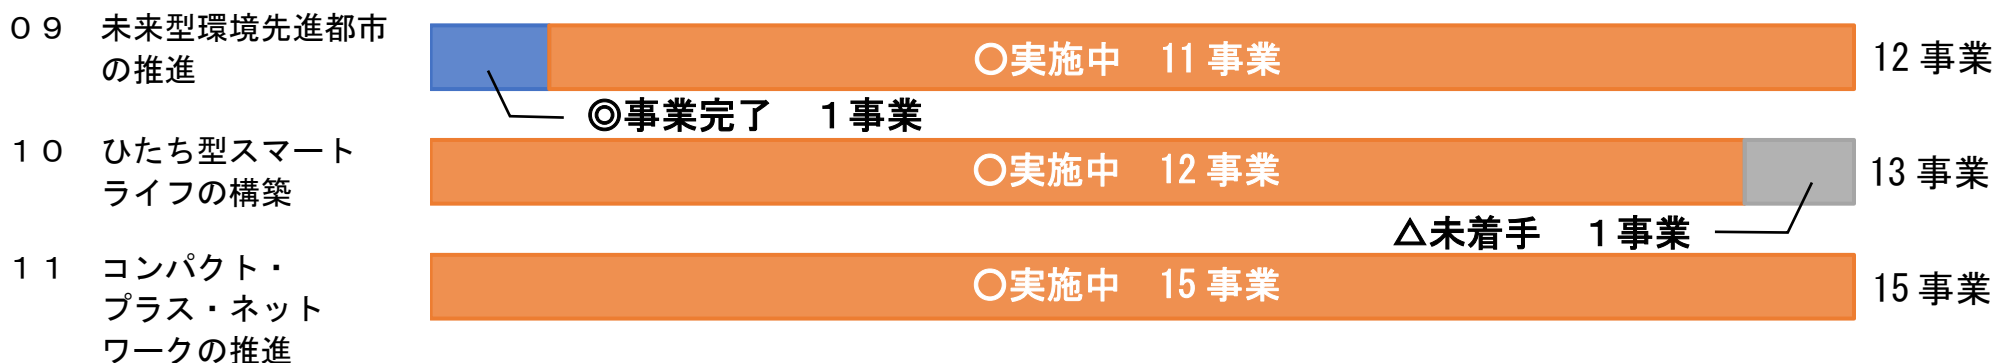 ０９　未来型環境先進都市
の推進
〇実施中　11 事業
12 事業
◎事業完了　１事業
１０　ひたち型スマート
ライフの構築
〇実施中　12 事業
13 事業
△未着手　１事業
１１　コンパクト・
プラス・ネット
ワークの推進
〇実施中　15 事業
15 事業